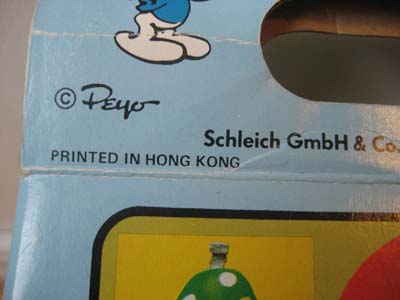 © Peyo
Schleich GmbH & Co.
PRINTED IN HONG KONG